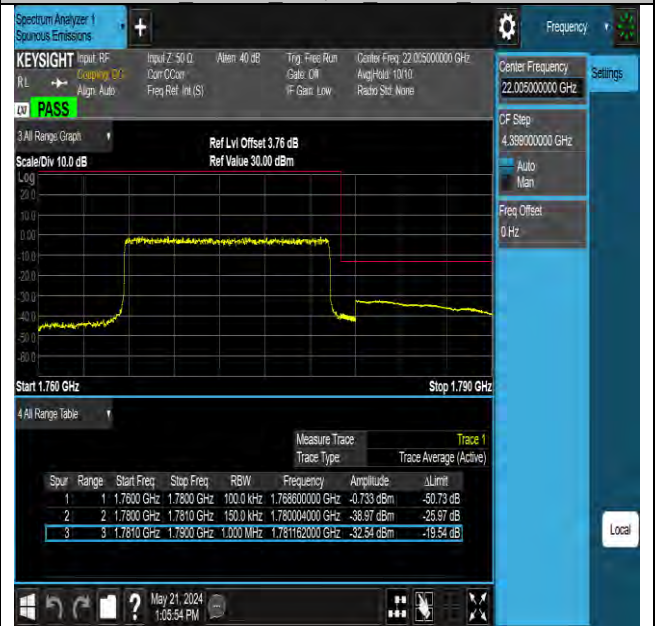 Spectrum Analyzer 1
Spurious Emissions
+
Frequency
KEYSIGHT Input: RF Input Z: 50 Ω Atten: 40 dB Trig: Free Run Center Freq: 22.005000000 GHz
RL Coupling: DC Corr CCorr Gate: Off Avg|Hold: 10/10
Align: Auto Freq Ref: Int (S) IF Gain: Low Radio Std: None
LXI PASS
Center Frequency
22.005000000 GHz
Settings
CF Step
4.399000000 GHz
Auto
Man
Freq Offset
0 Hz
3 All Range Graph
Ref Lvl Offset 3.76 dB
Scale/Div 10.0 dB Ref Value 30.00 dBm
Log
20.0
10.0
0.00
-10.0
-20.0
-30.0
-40.0
-50.0
-60.0
Start 1.760 GHz Stop 1.790 GHz
4 All Range Table
Measure Trace Trace 1
Trace Type Trace Average (Active)
Spur Range Start Freq Stop Freq RBW Frequency Amplitude ΔLimit
1 1 1.7600 GHz 1.7800 GHz 100.0 kHz 1.768600000 GHz -0.733 dBm -50.73 dB
2 2 1.7800 GHz 1.7810 GHz 150.0 kHz 1.780004000 GHz -38.97 dBm -25.97 dB
3 3 1.7810 GHz 1.7900 GHz 1.000 MHz 1.781162000 GHz -32.54 dBm -19.54 dB
Local
? May 21, 2024
1:05:54 PM